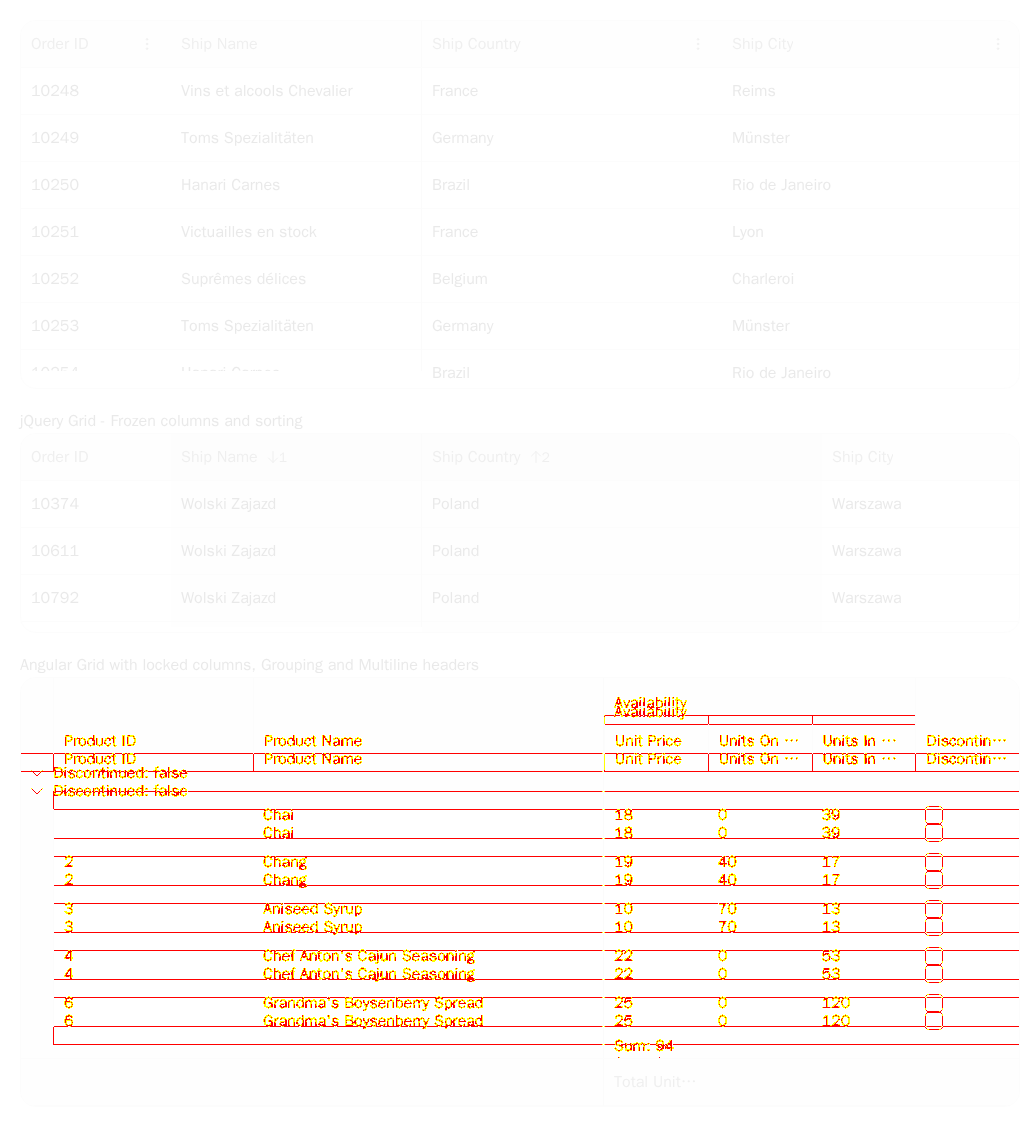 Order ID Ship Name Ship Country Ship City
10248 Vins et alcools Chevalier France Reims
10249 Toms Spezialitäten Germany Münster
10250 Hanari Carnes Brazil Rio de Janeiro
10251 Victuailles en stock France Lyon
10252 Suprêmes délices Belgium Charleroi
10253 Toms Spezialitäten Germany Münster
10254 Hanari Carnes Brazil Rio de Janeiro
jQuery Grid - Frozen columns and sorting
Order ID Ship Name ↓1 Ship Country ↑2 Ship City
10374 Wolski Zajazd Poland Warszawa
10611 Wolski Zajazd Poland Warszawa
10792 Wolski Zajazd Poland Warszawa
Angular Grid with locked columns, Grouping and Multiline headers
Availability
Availability
Product ID Product Name Unit Price Units On ... Units In ... Discontin...
Product ID Product Name Unit Price Units On ... Units In ... Discontin...
Discontinued: false
Discontinued: false
Chai 18 0 39
Chai 18 0 39
2 Chang 19 40 17
2 Chang 19 40 17
3 Aniseed Syrup 10 70 13
3 Aniseed Syrup 10 70 13
4 Chef Anton's Cajun Seasoning 22 0 53
4 Chef Anton's Cajun Seasoning 22 0 53
6 Grandma's Boysenberry Spread 25 0 120
6 Grandma's Boysenberry Spread 25 0 120
Sum: 94
Total Unit...